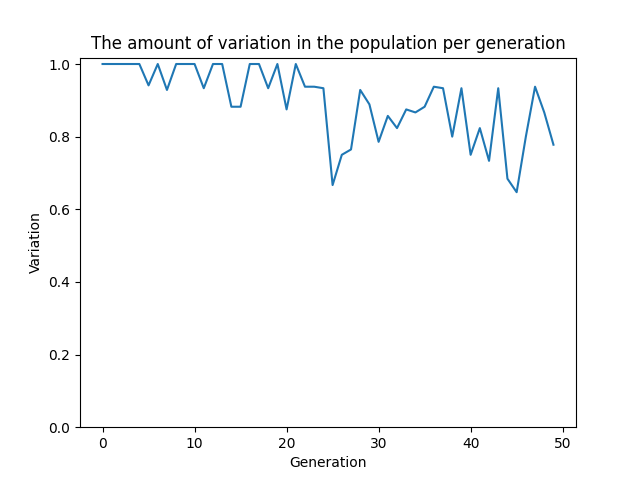 The amount of variation in the population per generation
1.0
0.8
0.6
0.4
0.2
0.0
Variation
0 10 20 30 40 50
Generation